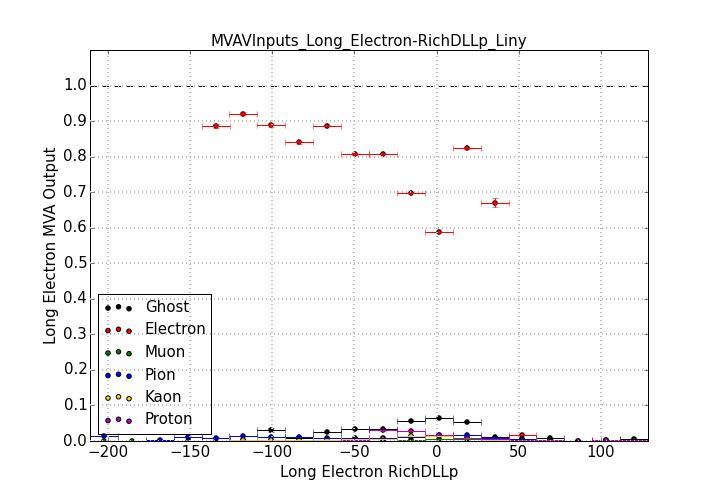 MVAVInputs_Long_Electron-RichDLLp_Liny
Long Electron MVA Output
1.0
0.9
0.8
0.7
0.6
0.5
0.4
0.3
0.2
0.1
0.0
Ghost
Electron
Muon
Pion
Kaon
Proton
−200 −150 −100 −50 0 50 100
Long Electron RichDLLp